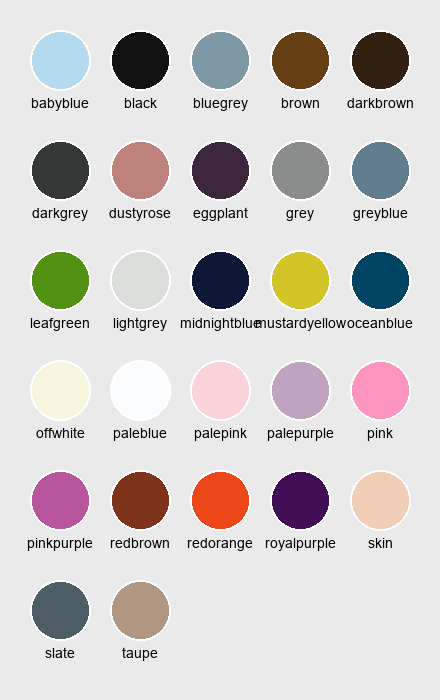 babyblue black bluegrey brown darkbrown
darkgrey dustyrose eggplant grey greyblue
leafgreen lightgrey midnightblue mustardyellow oceanblue
offwhite paleblue palepink palepurple pink
pinkpurple redbrown redorange royalpurple skin
slate taupe